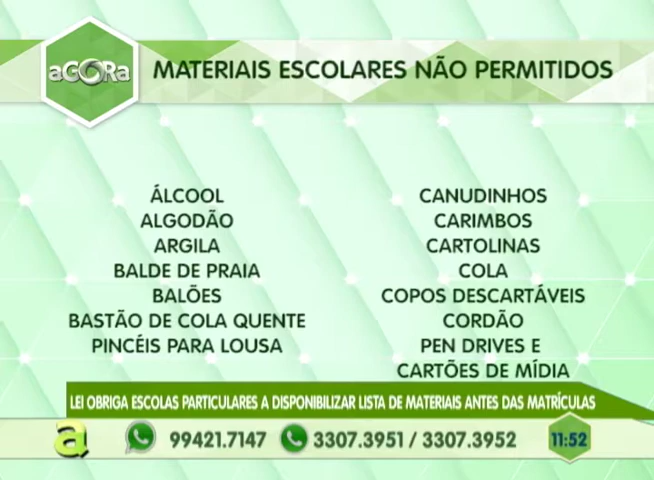 aGORa
MATERIAIS ESCOLARES NÃO PERMITIDOS
ÁLCOOL
ALGODÃO
ARGILA
BALDE DE PRAIA
BALÕES
BASTÃO DE COLA QUENTE
PINCÉIS PARA LOUSA
CANUDINHOS
CARIMBOS
CARTOLINAS
COLA
COPOS DESCARTÁVEIS
CORDÃO
PEN DRIVES E
CARTÕES DE MÍDIA
LEI OBRIGA ESCOLAS PARTICULARES A DISPONIBILIZAR LISTA DE MATERIAIS ANTES DAS MATRÍCULAS
a 99421.7147 3307.3951 / 3307.3952 11:52